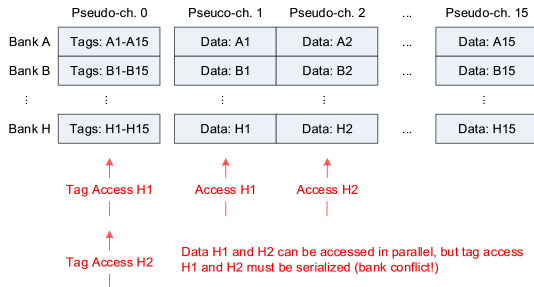 Pseudo-ch. 0 Pseuco-ch. 1 Pseudo-ch. 2 ... Pseudo-ch. 15
Bank A Tags: A1-A15 Data: A1 Data: A2 ... Data: A15
Bank B Tags: B1-B15 Data: B1 Data: B2 Data: B15
... ... ... ...
Bank H Tags: H1-H15 Data: H1 Data: H2 ... Data: H15
Tag Access H1 Access H1 Access H2
Data H1 and H2 can be accessed in parallel, but tag access
Tag Access H2 H1 and H2 must be serialized (bank conflict!)